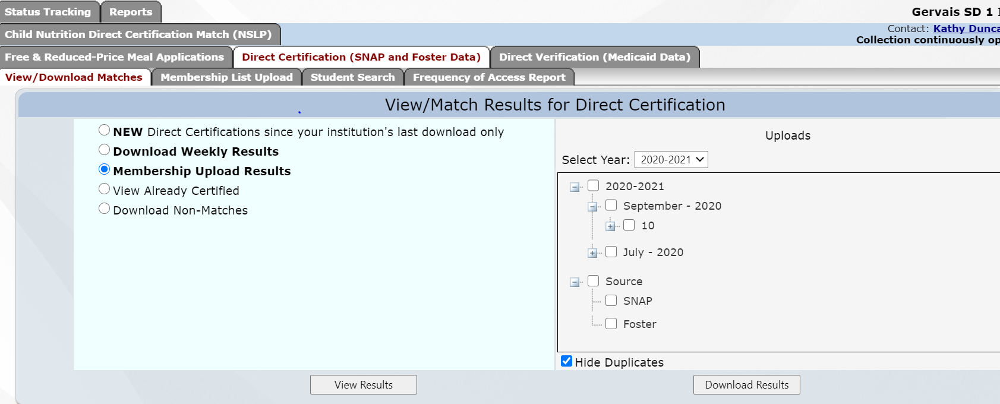 Status Tracking Reports
Gervais SD 1
Child Nutrition Direct Certification Match (NSLP)
Contact: Kathy Dunca
Collection continuously op
Free & Reduced-Price Meal Applications Direct Certification (SNAP and Foster Data) Direct Verification (Medicaid Data)
View/Download Matches Membership List Upload Student Search Frequency of Access Report
View/Match Results for Direct Certification
NEW Direct Certifications since your institution's last download only
Download Weekly Results
Membership Upload Results
View Already Certified
Download Non-Matches
Uploads
Select Year: 2020-2021
2020-2021
September - 2020
10
July - 2020
Source
SNAP
Foster
Hide Duplicates
View Results Download Results